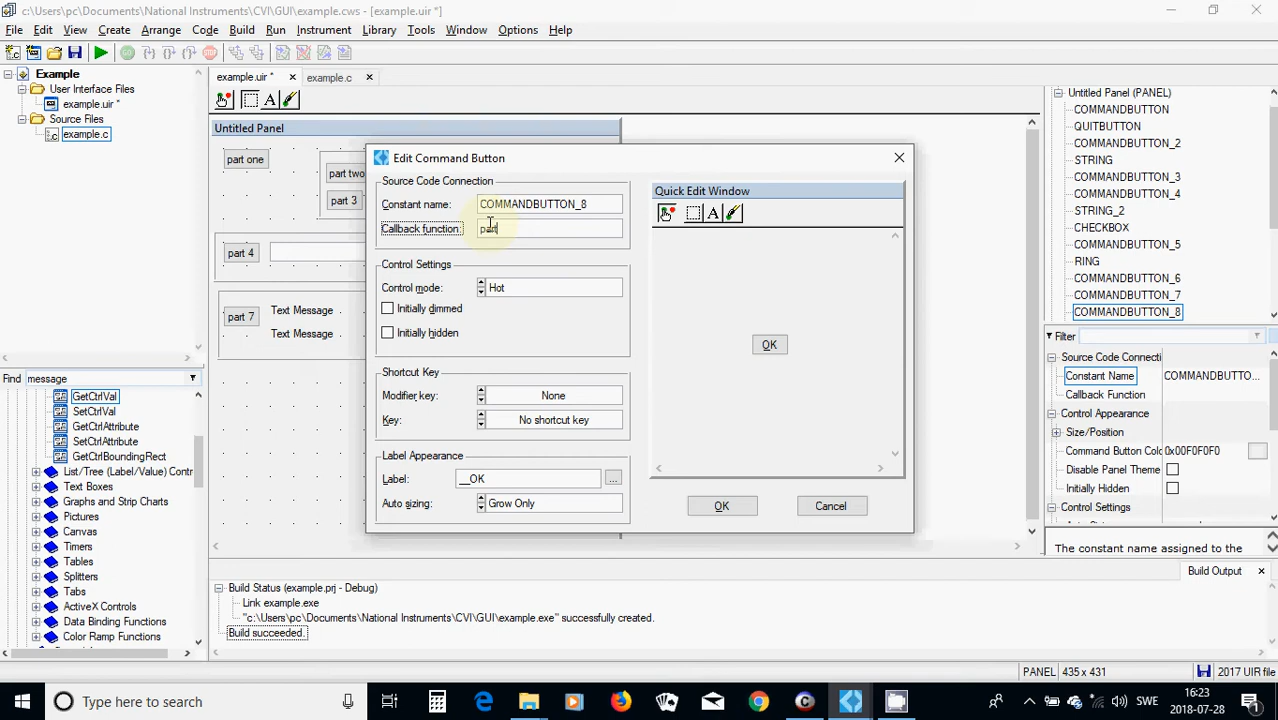 c:\Users\pc\Documents\National Instruments\CVI\GUI\example.cws - [example.uir *]
File Edit View Create Arrange Code Build Run Instrument Library Tools Window Options Help
Example
User Interface Files
example.uir *
Source Files
example.c
Find message
GetCtrlVal
SetCtrlVal
GetCtrlAttribute
SetCtrlAttribute
GetCtrlBoundingRect
List/Tree (Label/Value) Contr
Text Boxes
Graphs and Strip Charts
Pictures
Canvas
Timers
Tables
Splitters
Tabs
ActiveX Controls
Data Binding Functions
Color Ramp Functions
example.uir *
example.c
Untitled Panel
part one
part two
part 3
part 4
part 7
Text Message
Text Message
Edit Command Button
Source Code Connection
Constant name: COMMANDBUTTON_8
Callback function: part
Control Settings
Control mode: Hot
Initially dimmed
Initially hidden
Shortcut Key
Modifier key: None
Key: No shortcut key
Label Appearance
Label: __OK ...
Auto sizing: Grow Only
Quick Edit Window
OK
OK Cancel
Untitled Panel (PANEL)
COMMANDBUTTON
QUITBUTTON
COMMANDBUTTON_2
STRING
COMMANDBUTTON_3
COMMANDBUTTON_4
STRING_2
CHECKBOX
COMMANDBUTTON_5
RING
COMMANDBUTTON_6
COMMANDBUTTON_7
COMMANDBUTTON_8
Filter
Source Code Connecti
Constant Name COMMANDBUTTO...
Callback Function
Control Appearance
Size/Position
Command Button Colo 0x00F0F0F0
Disable Panel Theme
Initially Hidden
Control Settings
The constant name assigned to the
Build Output
Build Status (example.prj - Debug)
Link example.exe
"c:\Users\pc\Documents\National Instruments\CVI\GUI\example.exe" successfully created.
Build succeeded.
PANEL 435 x 431 2017 UIR file
Type here to search
SWE
16:23
2018-07-28